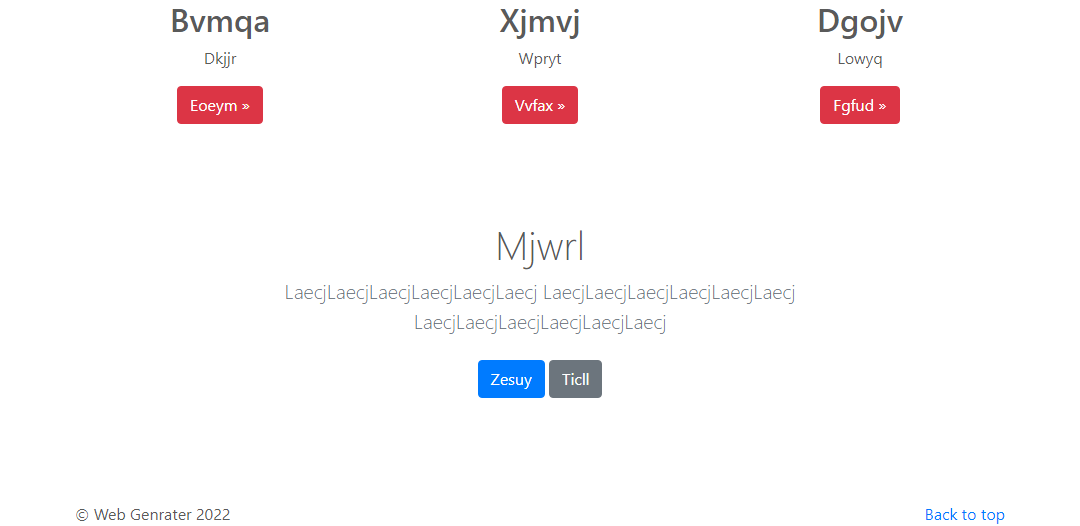 Bvmqa Xjmvj Dgojv
Dkjjr Wpryt Lowyq
Eoeym » Vvfax » Fgfud »
Mjwrl
LaecjLaecjLaecjLaecjLaecjLaecj LaecjLaecjLaecjLaecjLaecjLaecj
LaecjLaecjLaecjLaecjLaecjLaecj
Zesuy Ticll
© Web Genrater 2022 Back to top